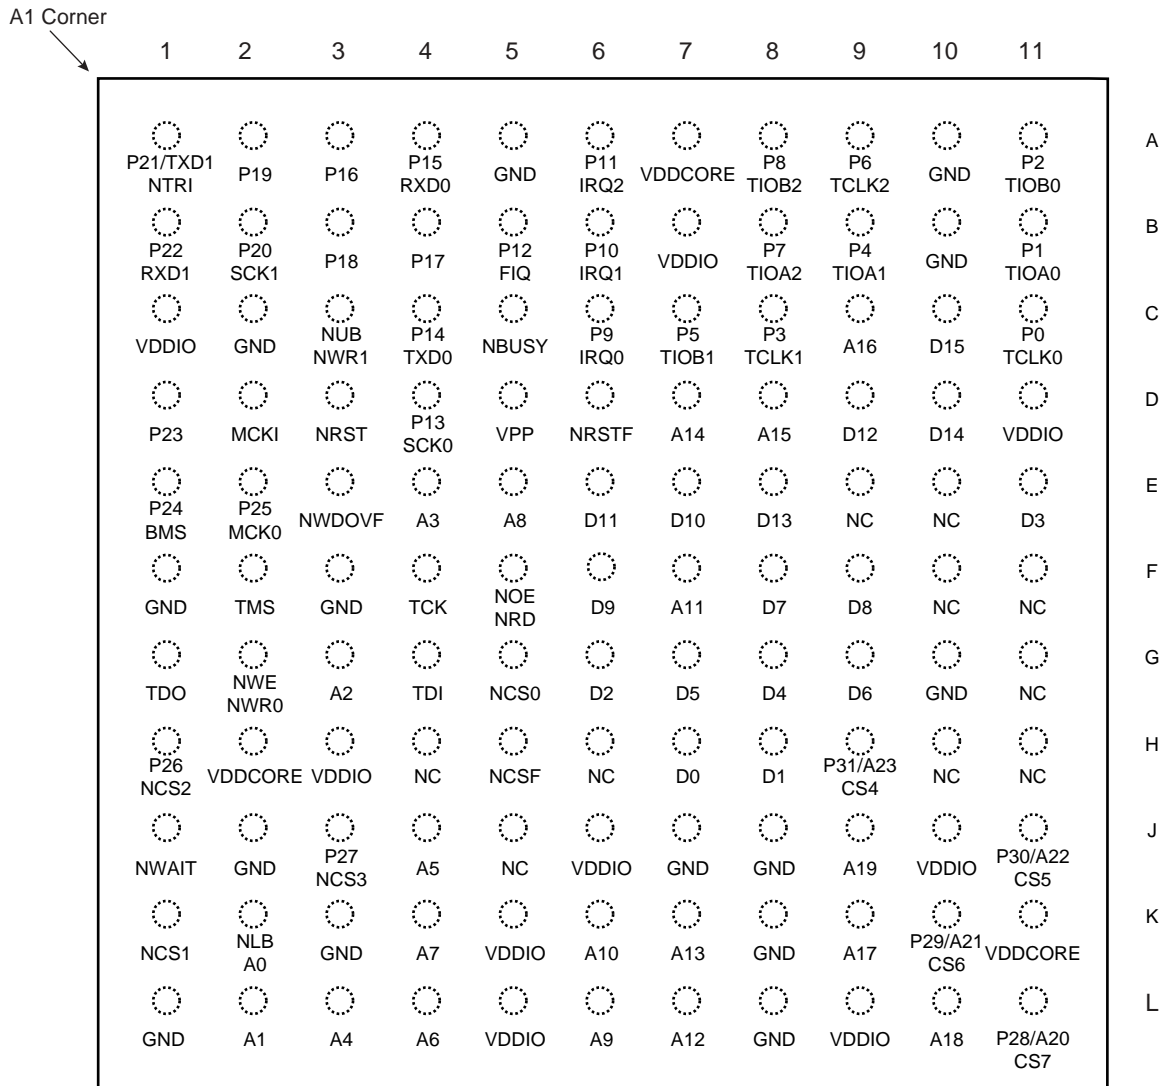 A1 Corner
1 2 3 4 5 6 7 8 9 10 11
A
P21/TXD1 P15 P11 P8 P6 P2
P19 P16 GND VDDCORE GND
NTRI RXD0 IRQ2 TIOB2 TCLK2 TIOB0
B
P22 P20 P12 P10 P7 P4 P1
P18 P17 VDDIO GND
RXD1 SCK1 FIQ IRQ1 TIOA2 TIOA1 TIOA0
C
NUB P14 P9 P5 P3 P0
VDDIO GND NBUSY A16 D15
NWR1 TXD0 IRQ0 TIOB1 TCLK1 TCLK0
D
P13
P23 MCKI NRST VPP NRSTF A14 A15 D12 D14 VDDIO
SCK0
E
P24 P25
NWDOVF A3 A8 D11 D10 D13 NC NC D3
BMS MCK0
F
NOE
GND TMS GND TCK D9 A11 D7 D8 NC NC
NRD
G
NWE
TDO A2 TDI NCS0 D2 D5 D4 D6 GND NC
NWR0
H
P26 P31/A23
VDDCORE VDDIO NC NCSF NC D0 D1 NC NC
NCS2 CS4
J
P27 P30/A22
NWAIT GND A5 NC VDDIO GND GND A19 VDDIO
NCS3 CS5
K
NLB P29/A21
NCS1 GND A7 VDDIO A10 A13 GND A17 VDDCORE
A0 CS6
L
GND A1 A4 A6 VDDIO A9 A12 GND VDDIO A18 P28/A20
CS7